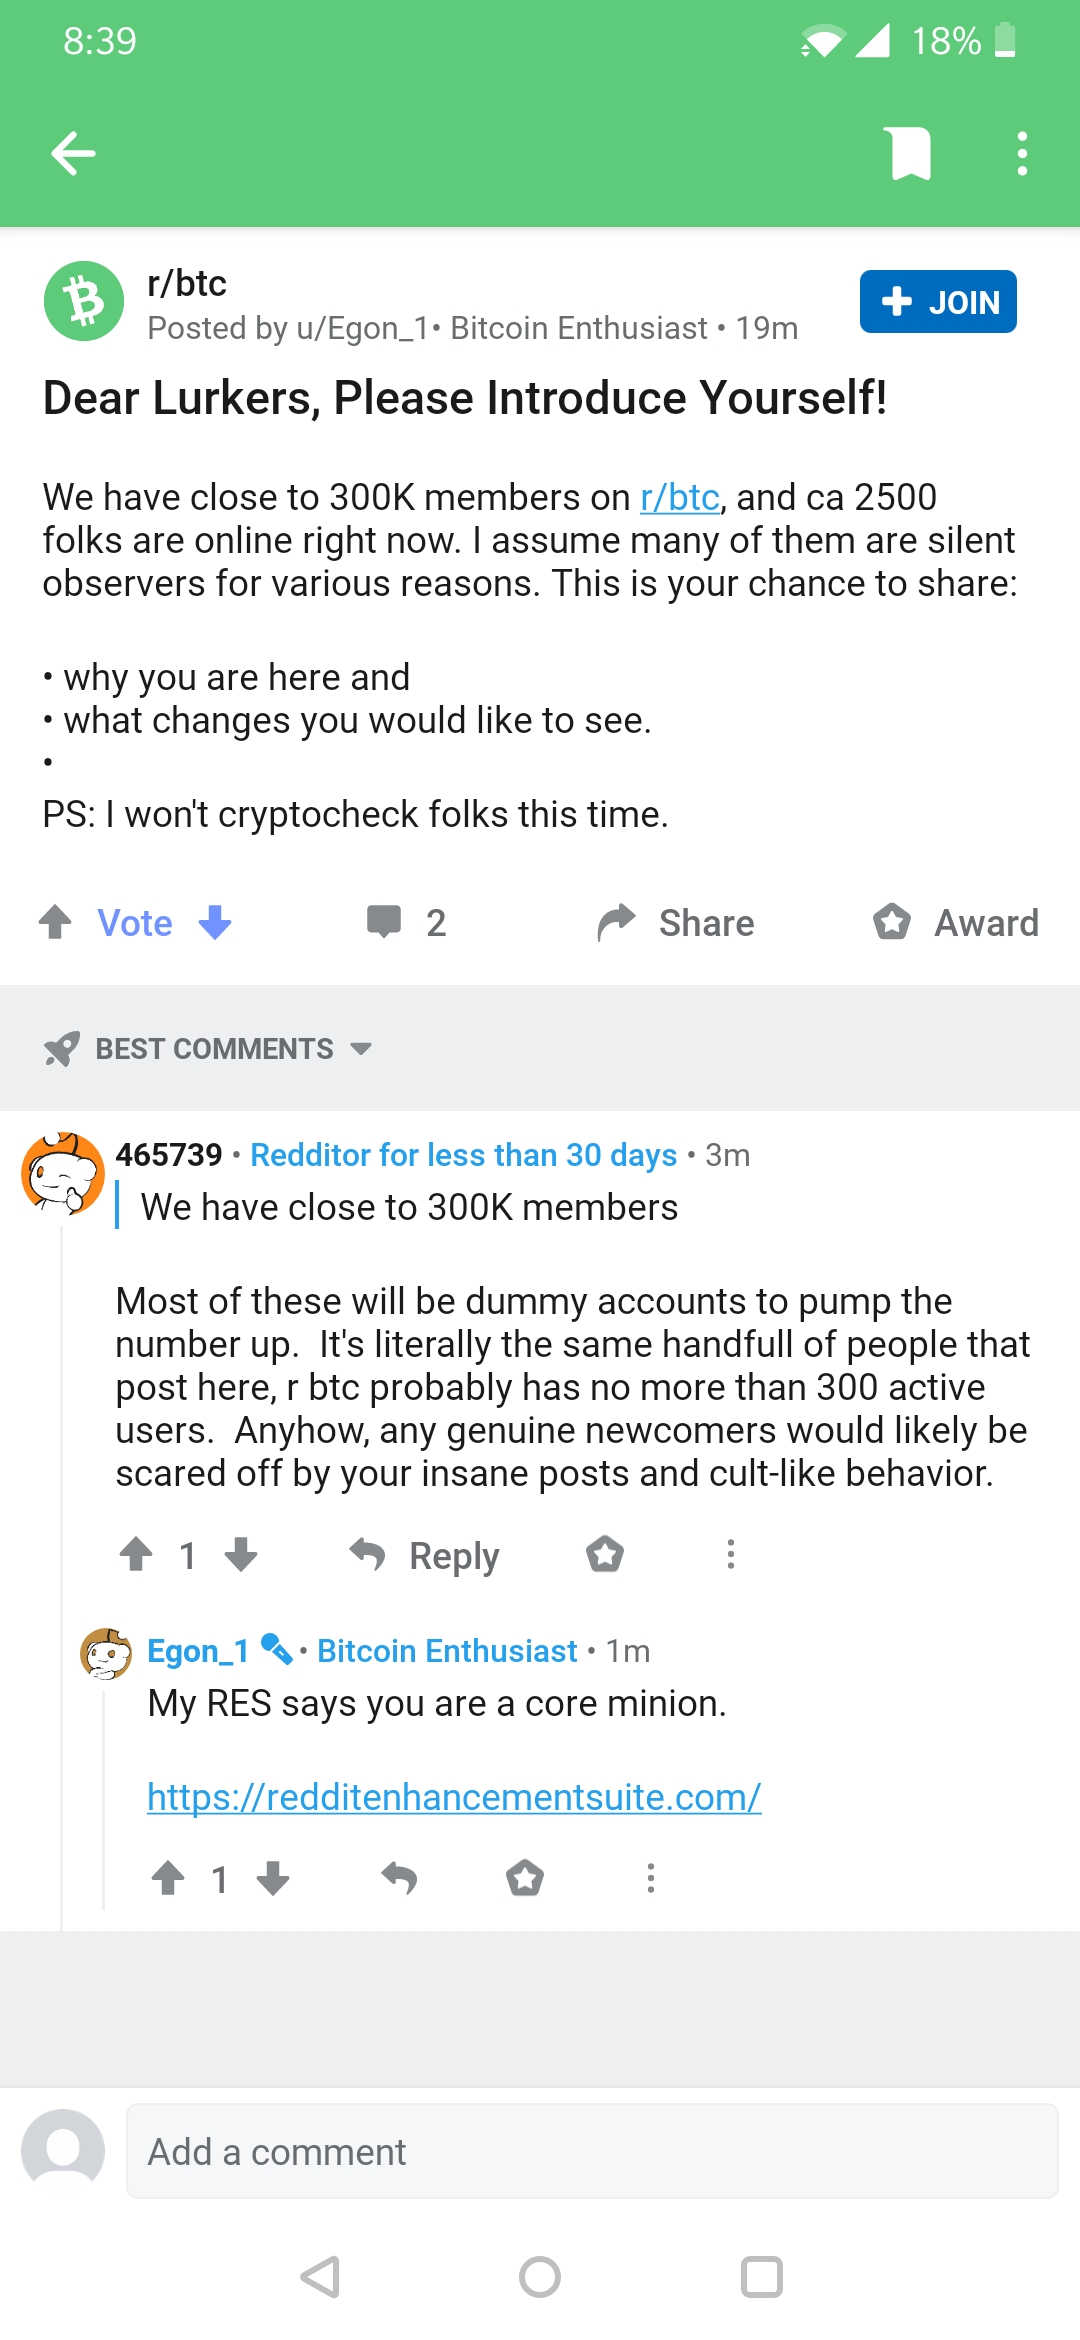 8:39
18%
r/btc
Posted by u/Egon_1• Bitcoin Enthusiast • 19m
JOIN
Dear Lurkers, Please Introduce Yourself!
We have close to 300K members on r/btc, and ca 2500
folks are online right now. I assume many of them are silent
observers for various reasons. This is your chance to share:
• why you are here and
• what changes you would like to see.
•
PS: I won't cryptocheck folks this time.
Vote
2
Share
Award
BEST COMMENTS
465739 • Redditor for less than 30 days • 3m
We have close to 300K members
Most of these will be dummy accounts to pump the
number up.  It's literally the same handfull of people that
post here, r btc probably has no more than 300 active
users.  Anyhow, any genuine newcomers would likely be
scared off by your insane posts and cult-like behavior.
1
Reply
Egon_1 • Bitcoin Enthusiast • 1m
My RES says you are a core minion.
https://redditenhancementsuite.com/
1
Add a comment